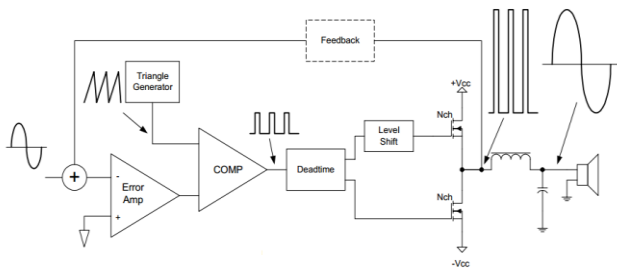 Feedback
Triangle
Generator
+Vcc
Nch
Level
Shift
COMP
Deadtime
+
-
Error
Amp
+
Nch
-Vcc